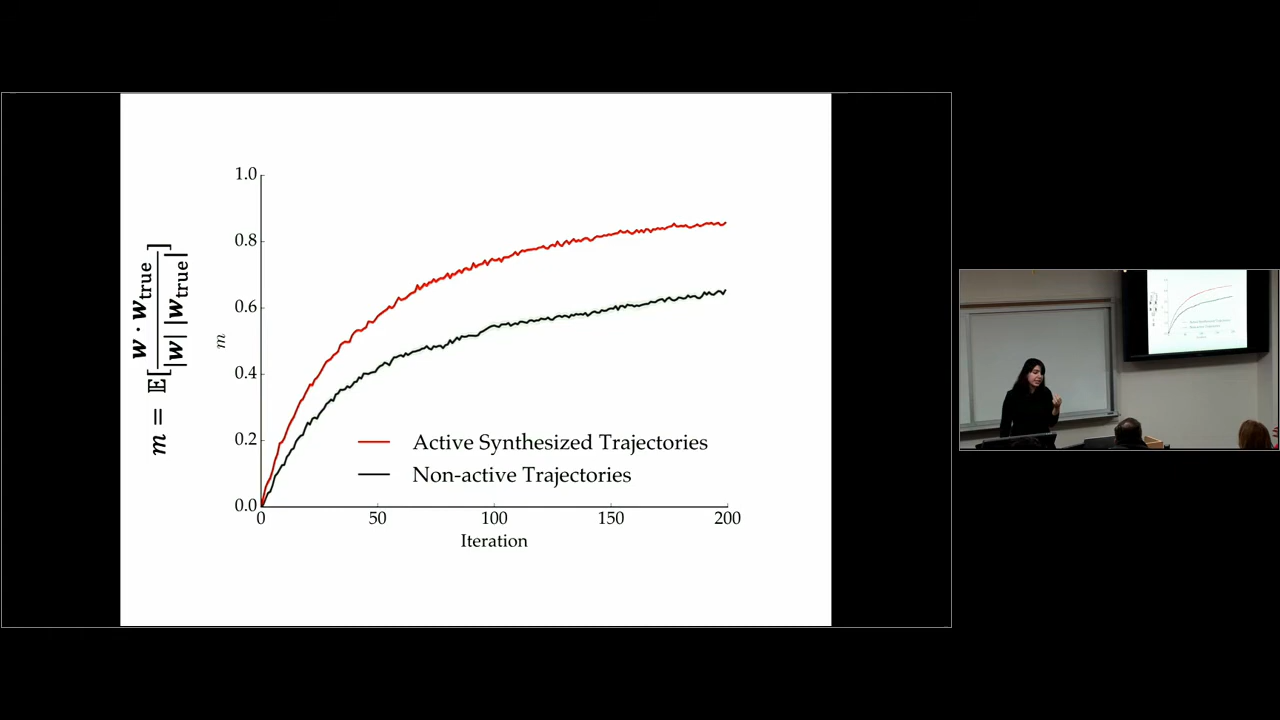 m = 𝔼[w · w_true / |w| |w_true|]
1.0
0.8
0.6
0.4
0.2
0.0
m
Active Synthesized Trajectories
Non-active Trajectories
0 50 100 150 200
Iteration